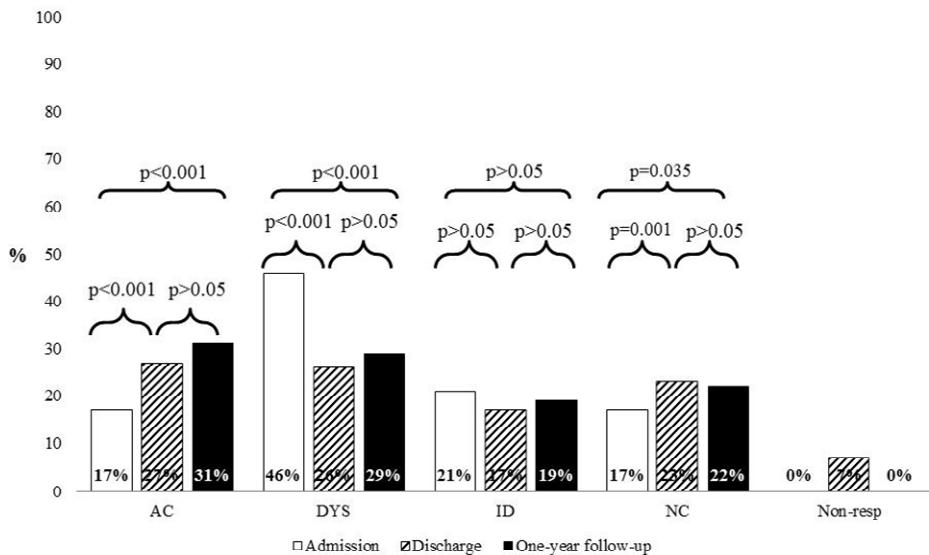 100
90
80
70
p<0.001 p<0.001 p>0.05 p=0.035
60
p<0.001 p>0.05 p>0.05 p>0.05 p=0.001 p>0.05
50
%
40
p<0.001 p>0.05
30
20
10
17% 27% 31% 46% 26% 29% 21% 17% 19% 17% 23% 22% 0% 7% 0%
0
AC DYS ID NC Non-resp
Admission Discharge One-year follow-up